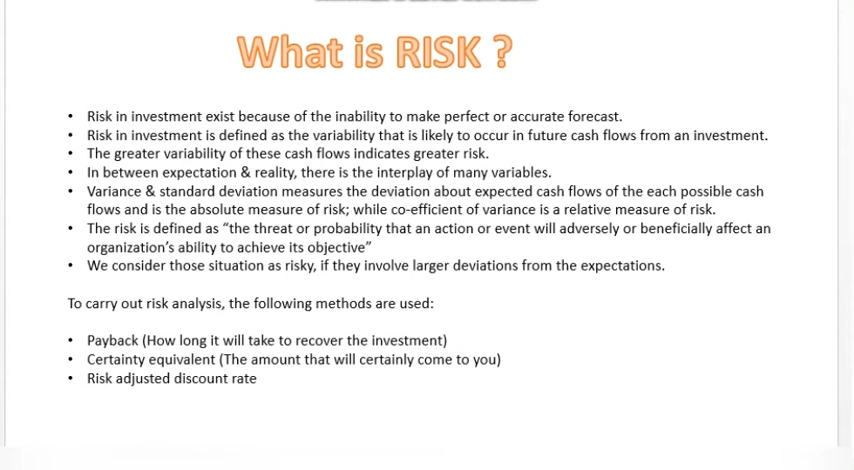 What is RISK ?
• Risk in investment exist because of the inability to make perfect or accurate forecast.
• Risk in investment is defined as the variability that is likely to occur in future cash flows from an investment.
• The greater variability of these cash flows indicates greater risk.
• In between expectation & reality, there is the interplay of many variables.
• Variance & standard deviation measures the deviation about expected cash flows of the each possible cash
flows and is the absolute measure of risk; while co-efficient of variance is a relative measure of risk.
• The risk is defined as “the threat or probability that an action or event will adversely or beneficially affect an
organization’s ability to achieve its objective”
• We consider those situation as risky, if they involve larger deviations from the expectations.
To carry out risk analysis, the following methods are used:
• Payback (How long it will take to recover the investment)
• Certainty equivalent (The amount that will certainly come to you)
• Risk adjusted discount rate